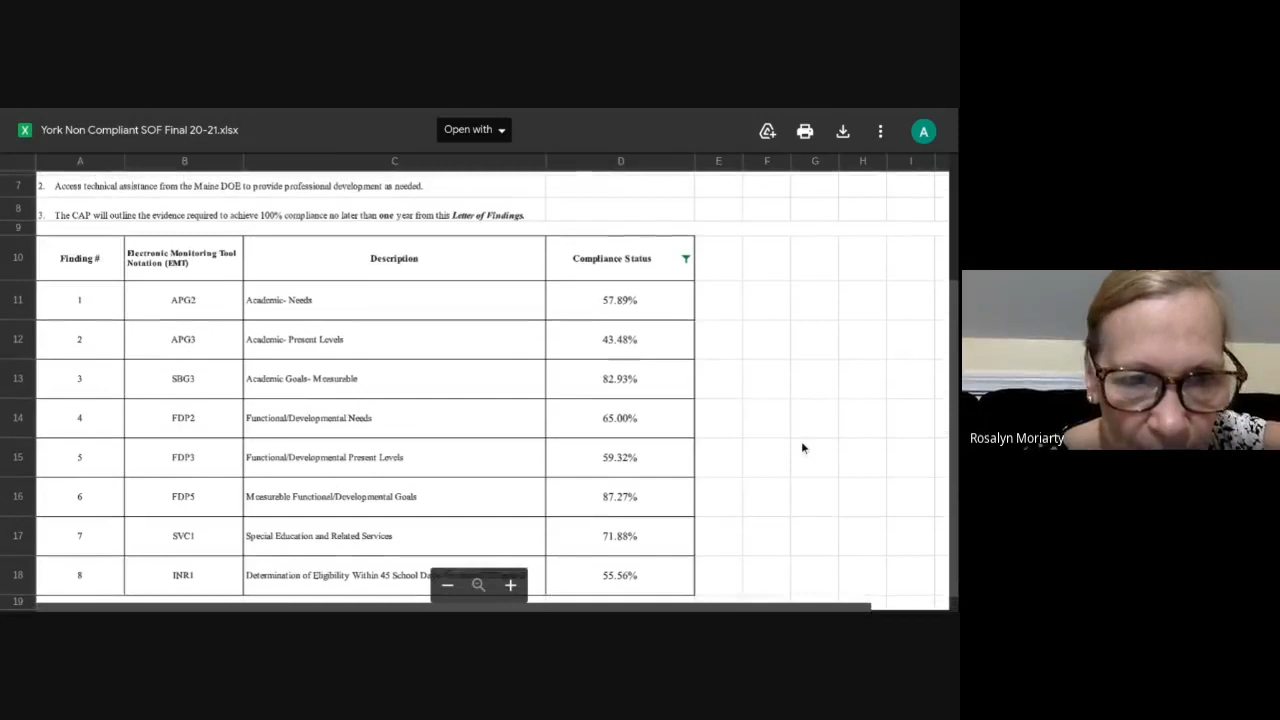 York Non Compliant SOF Final 20-21.xlsx
Open with
A
A B C D E F G H I
7 2. Access technical assistance from the Maine DOE to provide professional development as needed.
8 3. The CAP will outline the evidence required to achieve 100% compliance no later than one year from this Letter of Findings.
9
10 Finding # Electronic Monitoring Tool Notation (EMT) Description Compliance Status
11 1 APG2 Academic- Needs 57.89%
12 2 APG3 Academic- Present Levels 43.48%
13 3 SBG3 Academic Goals- Measurable 82.93%
14 4 FDP2 Functional/Developmental Needs 65.00%
15 5 FDP3 Functional/Developmental Present Levels 59.32%
16 6 FDP5 Measurable Functional/Developmental Goals 87.27%
17 7 SVC1 Special Education and Related Services 71.88%
18 8 INR1 Determination of Eligibility Within 45 School 55.56%
19
Rosalyn Moriarty